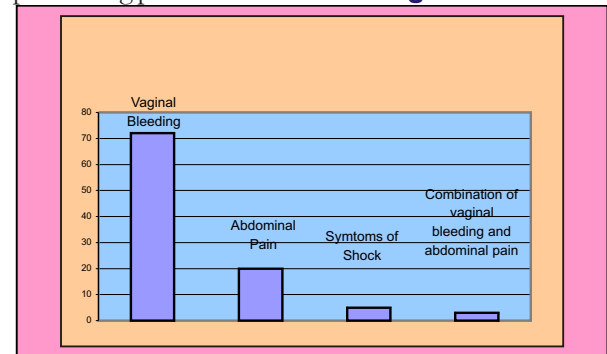 Vaginal
Bleeding
80
70
60
50
40
30
20
10
0
Abdominal
Pain
Symtoms of
Shock
Combination of
vaginal
bleeding and
abdominal pain